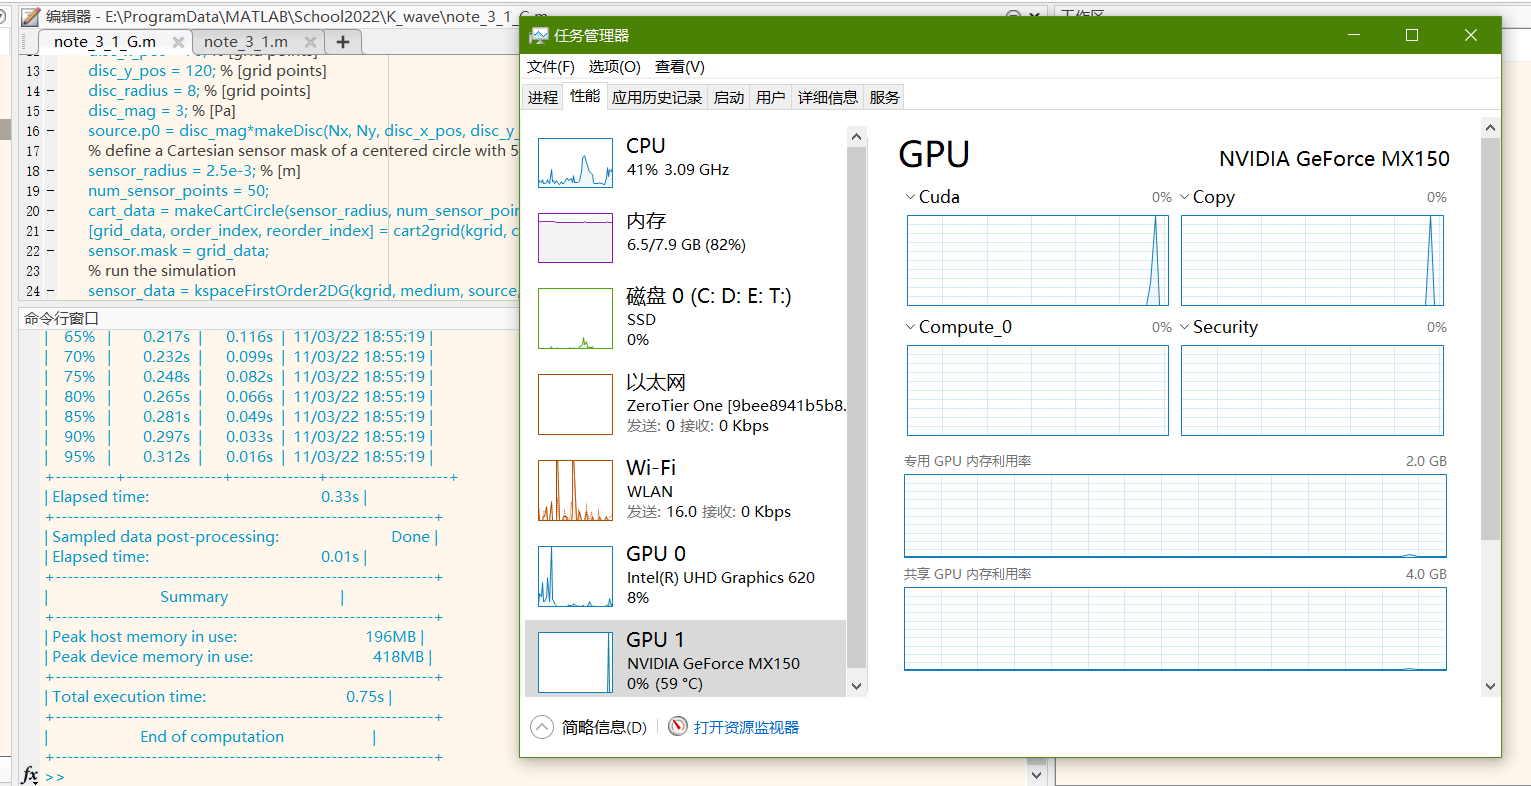 编辑器 - E:\ProgramData\MATLAB\School2022\K_wave\note_3_1_G.m
note_3_1_G.m
note_3_1.m
13 - disc_y_pos = 120; % [grid points]
14 - disc_radius = 8; % [grid points]
15 - disc_mag = 3; % [Pa]
16 - source.p0 = disc_mag*makeDisc(Nx, Ny, disc_x_pos, disc_y_
17 % define a Cartesian sensor mask of a centered circle with 5
18 - sensor_radius = 2.5e-3; % [m]
19 - num_sensor_points = 50;
20 - cart_data = makeCartCircle(sensor_radius, num_sensor_poin
21 - [grid_data, order_index, reorder_index] = cart2grid(kgrid, c
22 - sensor.mask = grid_data;
23 % run the simulation
24 - sensor_data = kspaceFirstOrder2DG(kgrid, medium, source,
命令行窗口
| 65% | 0.217s | 0.116s | 11/03/22 18:55:19 |
| 70% | 0.232s | 0.099s | 11/03/22 18:55:19 |
| 75% | 0.248s | 0.082s | 11/03/22 18:55:19 |
| 80% | 0.265s | 0.066s | 11/03/22 18:55:19 |
| 85% | 0.281s | 0.049s | 11/03/22 18:55:19 |
| 90% | 0.297s | 0.033s | 11/03/22 18:55:19 |
| 95% | 0.312s | 0.016s | 11/03/22 18:55:19 |
| Elapsed time: 0.33s |
| Sampled data post-processing: Done |
| Elapsed time: 0.01s |
| Summary |
| Peak host memory in use: 196MB |
| Peak device memory in use: 418MB |
| Total execution time: 0.75s |
| End of computation |
fx >>
工作区
任务管理器
文件(F) 选项(O) 查看(V)
进程 性能 应用历史记录 启动 用户 详细信息 服务
CPU
41% 3.09 GHz
内存
6.5/7.9 GB (82%)
磁盘 0 (C: D: E: T:)
SSD
0%
以太网
ZeroTier One [9bee8941b5b8.
发送: 0 接收: 0 Kbps
Wi-Fi
WLAN
发送: 16.0 接收: 0 Kbps
GPU 0
Intel(R) UHD Graphics 620
8%
GPU 1
NVIDIA GeForce MX150
0% (59 °C)
GPU NVIDIA GeForce MX150
Cuda 0% Copy 0%
Compute_0 0% Security 0%
专用 GPU 内存利用率 2.0 GB
共享 GPU 内存利用率 4.0 GB
简略信息(D) 打开资源监视器